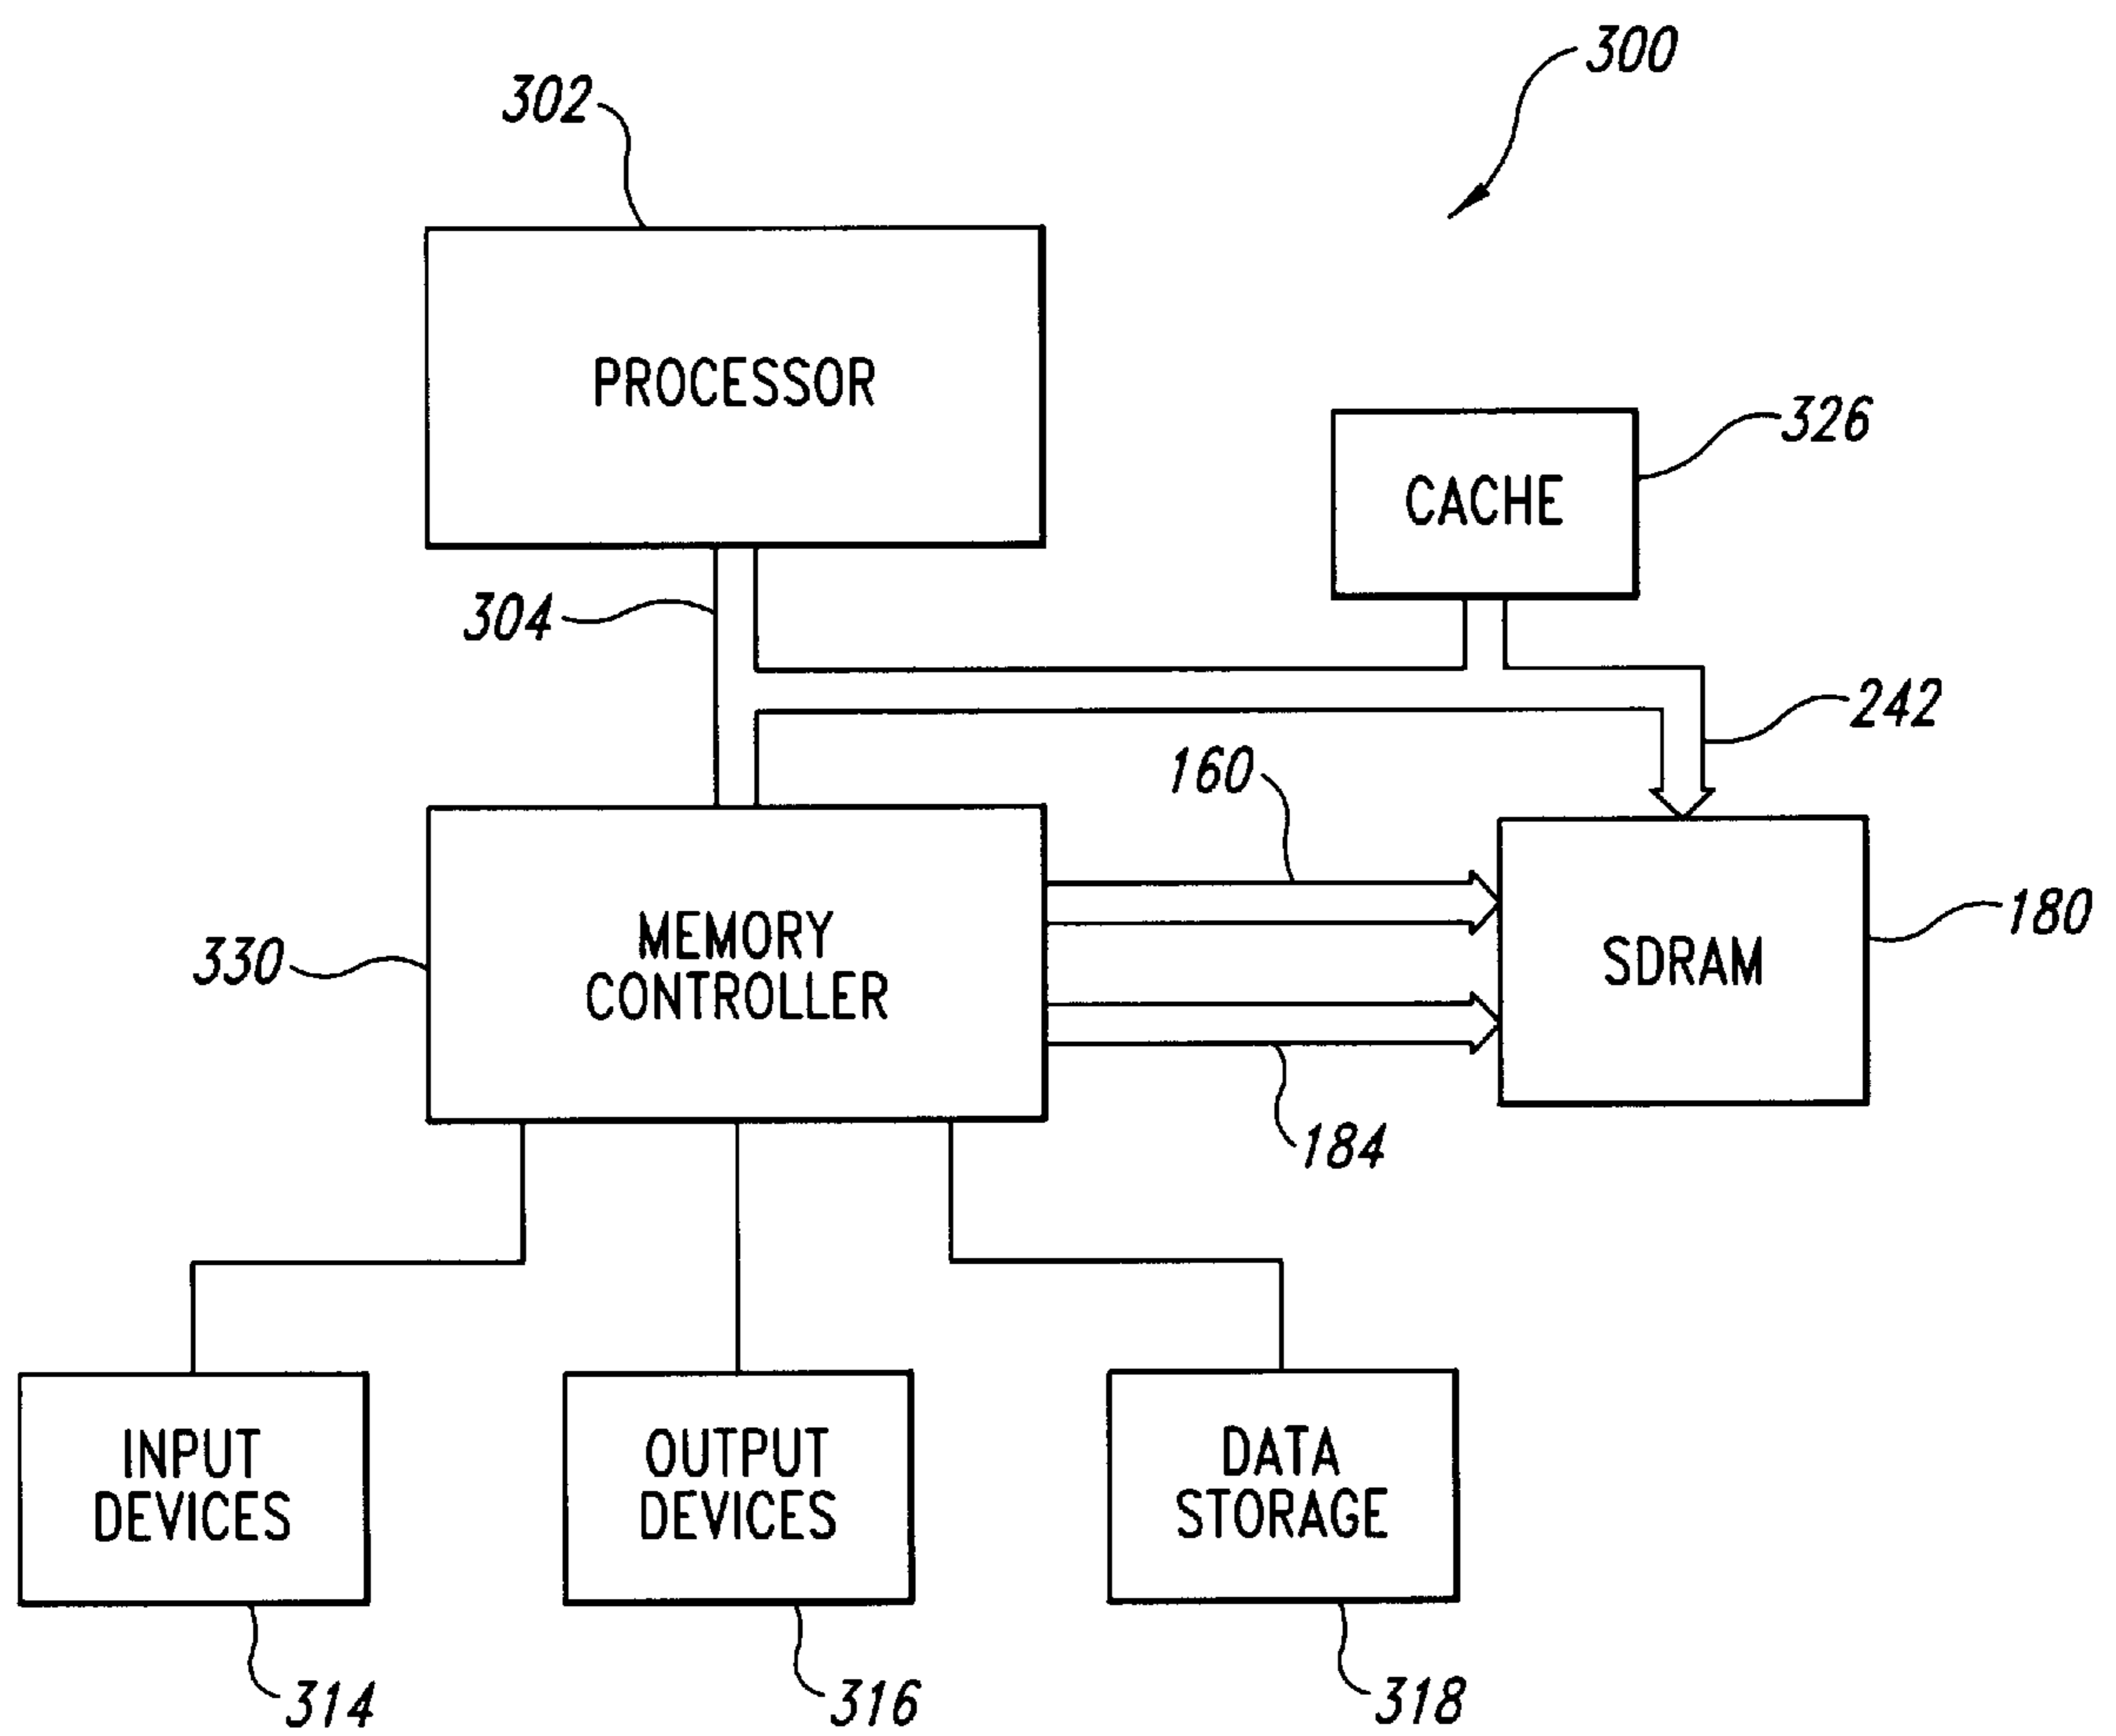 300
302
PROCESSOR
326
CACHE
304
242
160
180
MEMORY
CONTROLLER
SDRAM
330
184
INPUT
DEVICES
OUTPUT
DEVICES
DATA
STORAGE
314
316
318